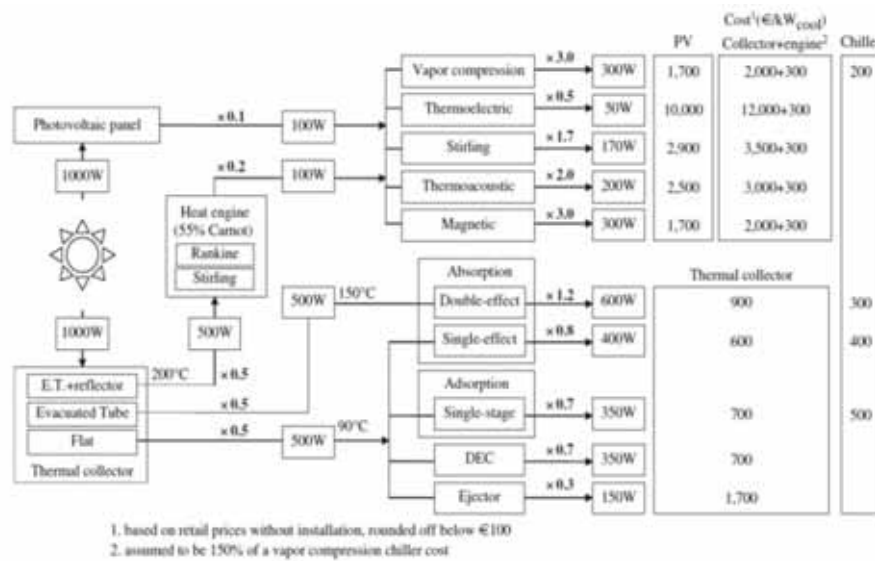 Cost¹(€/kW_cool)
PV Collector+engine² Chiller
Vapor compression ×3.0 300W 1,700 2,000+300 200
Thermoelectric ×0.5 50W 10,000 12,000+300
Photovoltaic panel ×0.1 100W
Stirling ×1.7 170W 2,900 3,500+300
1000W ×0.2 100W
Thermoacoustic ×2.0 200W 2,500 3,000+300
Heat engine
(55% Carnot)
Magnetic ×3.0 300W 1,700 2,000+300
Rankine
Stirling
Absorption Thermal collector
500W 150°C Double-effect ×1.2 600W 900 300
1000W 500W Single-effect ×0.8 400W 600 400
200°C
E.T.+reflector ×0.5
Adsorption
Evacuated Tube ×0.5 Single-stage ×0.7 350W 700 500
Flat ×0.5 500W 90°C
Thermal collector
DEC ×0.7 350W 700
Ejector ×0.3 150W 1,700
1. based on retail prices without installation, rounded off below €100
2. assumed to be 150% of a vapor compression chiller cost